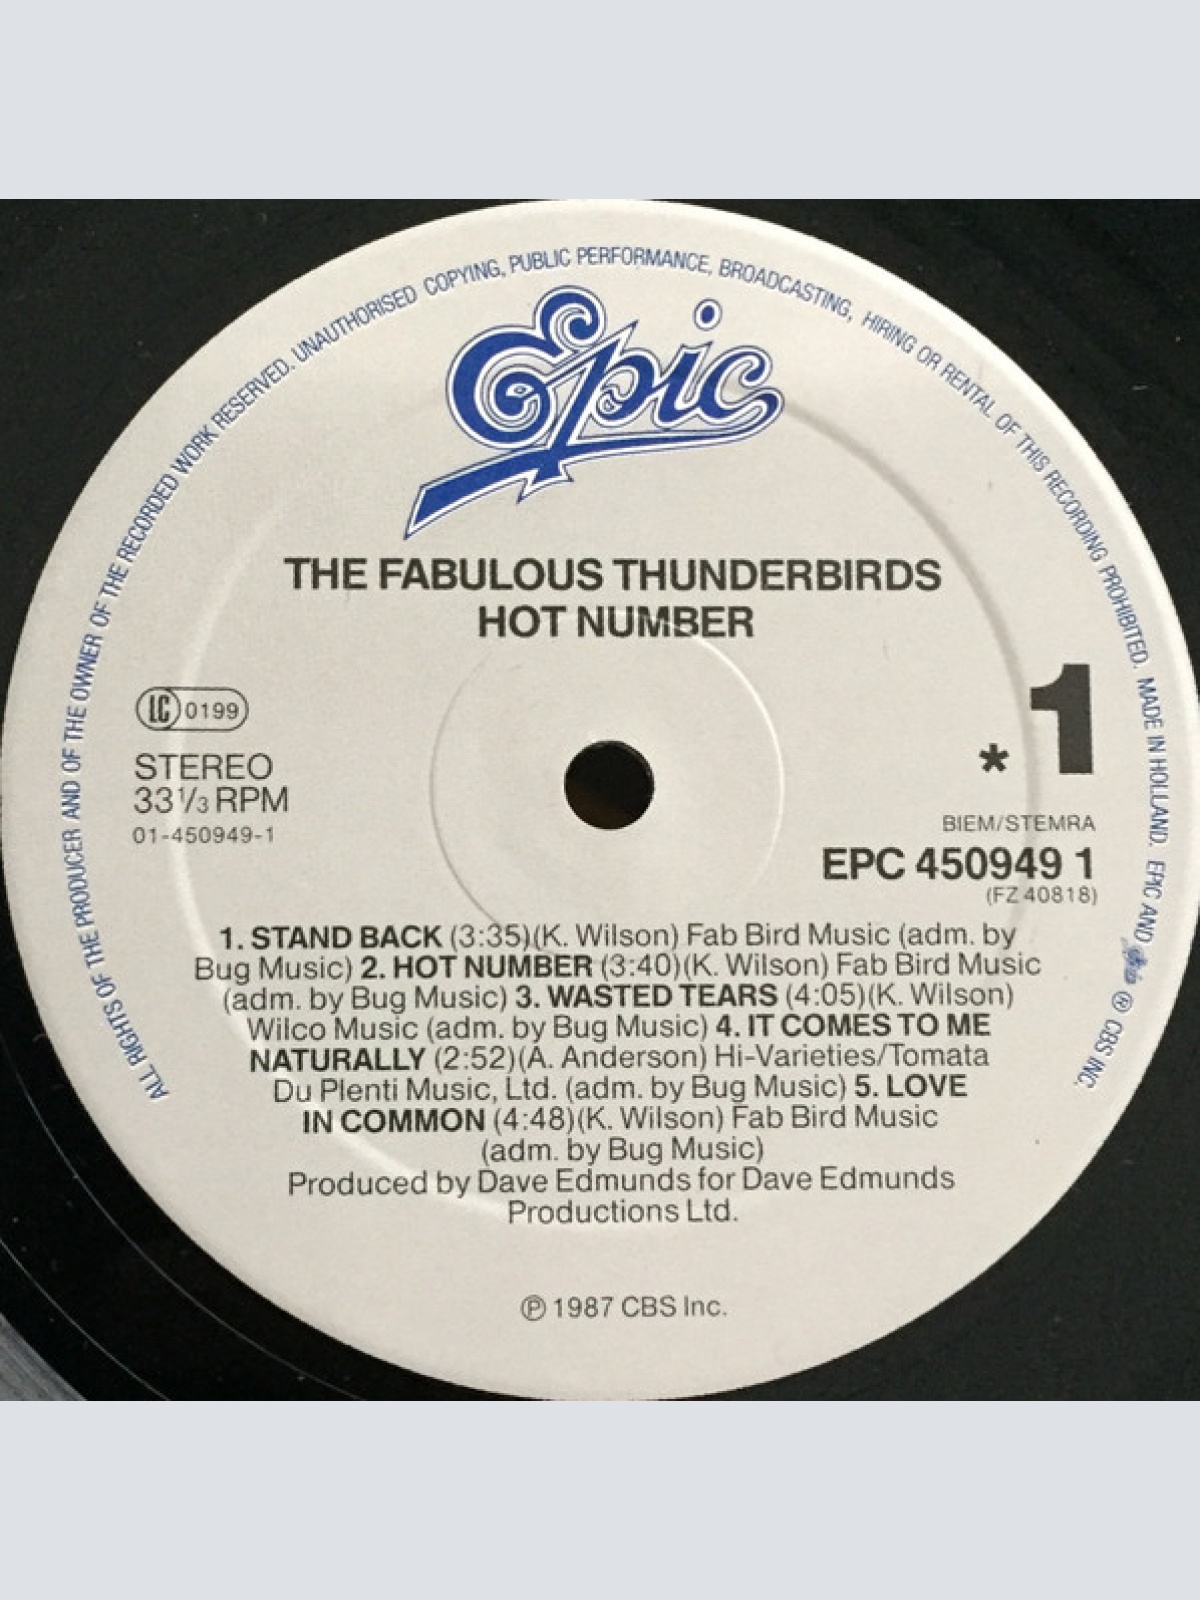 ALL RIGHTS OF THE PRODUCER AND OF THE OWNER OF THE RECORDED WORK RESERVED. UNAUTHORISED COPYING, PUBLIC PERFORMANCE, BROADCASTING, HIRING OR RENTAL OF THIS RECORDING PROHIBITED. MADE IN HOLLAND. EPIC AND Epic ® CBS INC.
Epic
THE FABULOUS THUNDERBIRDS
HOT NUMBER
LC 0199
STEREO
33 1/3 RPM
01-450949-1
* 1
BIEM/STEMRA
EPC 450949 1
(FZ 40818)
1. STAND BACK (3:35)(K. Wilson) Fab Bird Music (adm. by
Bug Music) 2. HOT NUMBER (3:40)(K. Wilson) Fab Bird Music
(adm. by Bug Music) 3. WASTED TEARS (4:05)(K. Wilson)
Wilco Music (adm. by Bug Music) 4. IT COMES TO ME
NATURALLY (2:52)(A. Anderson) Hi-Varieties/Tomata
Du Plenti Music, Ltd. (adm. by Bug Music) 5. LOVE
IN COMMON (4:48)(K. Wilson) Fab Bird Music
(adm. by Bug Music)
Produced by Dave Edmunds for Dave Edmunds
Productions Ltd.
℗ 1987 CBS Inc.